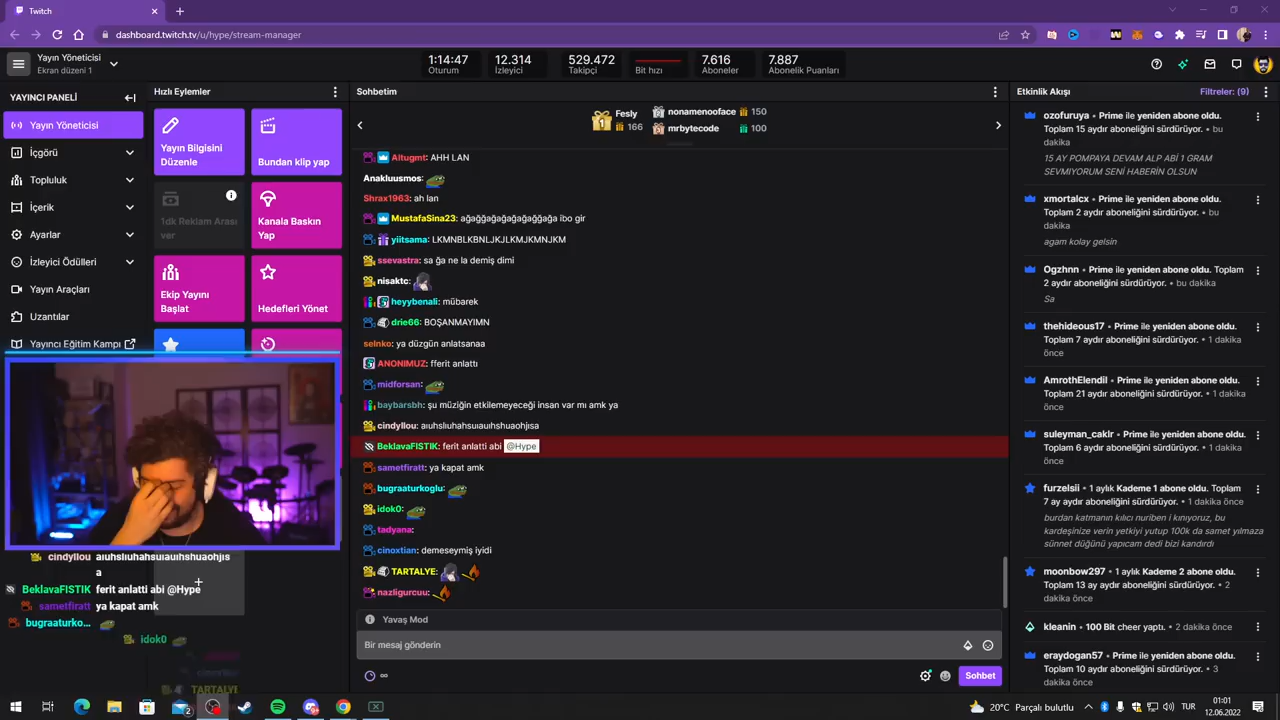 Twitch
dashboard.twitch.tv/u/hype/stream-manager
Yayın Yöneticisi
Ekran düzeni 1
1:14:47
Oturum
12.314
İzleyici
529.472
Takipçi
Bit hızı
7.616
Aboneler
7.887
Abonelik Puanları
YAYINCI PANELİ
Yayın Yöneticisi
İçgörü
Topluluk
İçerik
Ayarlar
İzleyici Ödülleri
Yayın Araçları
Uzantılar
Yayıncı Eğitim Kampı
Hızlı Eylemler
Yayın Bilgisini
Düzenle
Bundan klip yap
1dk Reklam Arası
ver
Kanala Baskın
Yap
Ekip Yayını
Başlat
Hedefleri Yönet
cindyllou aıuhslıuhahsuıauıhshuaohjıs
a
BeklavaFISTIK ferit anlatti abi @Hype
sametfiratt ya kapat amk
bugraaturko...
idok0
TARTALYE
Sohbetim
Fesly
166
nonamenooface 150
mrbytecode 100
Altugmt: AHH LAN
Anakluusmos:
Shrax1963: ah lan
MustafaSina23: ağağğağağağağğağa ibo gir
yiitsama: LKMNBLKBNLJKJLKMJKMNJKM
ssevastra: sa ğa ne la demiş dimi
nisaktc:
heyybenali: mübarek
drie66: BOŞANMAYIMN
selnko: ya düzgün anlatsanaa
ANONIMUZ: fferit anlattı
midforsan:
baybarsbh: şu müziğin etkilemeyeceği insan var mı amk ya
cindyllou: aıuhslıuhahsuıauıhshuaohjısa
BeklavaFISTIK: ferit anlatti abi @Hype
sametfiratt: ya kapat amk
bugraaturkoglu:
idok0:
tadyana:
cinoxtian: demeseymiş iyidi
TARTALYE:
nazligurcuu:
Yavaş Mod
Bir mesaj gönderin
∞
Sohbet
Etkinlik Akışı
Filtreler: (9)
ozofuruya • Prime ile yeniden abone oldu.
Toplam 15 aydır aboneliğini sürdürüyor. • bu
dakika
15 AY POMPAYA DEVAM ALP ABİ 1 GRAM
SEVMIYORUM SENİ HABERİN OLSUN
xmortalcx • Prime ile yeniden abone oldu.
Toplam 2 aydır aboneliğini sürdürüyor. • bu
dakika
agam kolay gelsin
Ogzhnn • Prime ile yeniden abone oldu. Toplam
2 aydır aboneliğini sürdürüyor. • bu dakika
Sa
thehideous17 • Prime ile yeniden abone oldu.
Toplam 7 aydır aboneliğini sürdürüyor. • 1 dakika
önce
AmrothElendil • Prime ile yeniden abone oldu.
Toplam 21 aydır aboneliğini sürdürüyor. • 1 dakika
önce
suleyman_caklr • Prime ile yeniden abone oldu.
Toplam 6 aydır aboneliğini sürdürüyor. • 1 dakika
önce
furzelsii • 1 aylık Kademe 1 abone oldu. Toplam
7 ay aydır aboneliğini sürdürüyor. • 1 dakika önce
burdan katmanın kılıcı nuriben i kınıyoruz, bu
kardeşinize verin yetkiyi yutup 100k da samet yılmaza
sünnet düğünü yapıcam dedi bizi kandırdı
moonbow297 • 1 aylık Kademe 2 abone oldu.
Toplam 13 ay aydır aboneliğini sürdürüyor. • 2
dakika önce
kleanin • 100 Bit cheer yaptı. • 2 dakika önce
eraydogan57 • Prime ile yeniden abone oldu.
Toplam 10 aydır aboneliğini sürdürüyor. • 3
dakika önce
2
20°C Parçalı bulutlu
TUR
01:01
12.06.2022